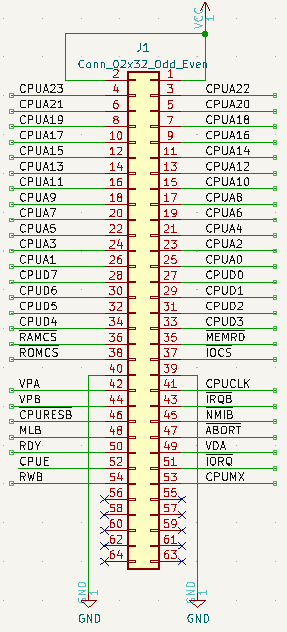 VCC
1
J1
Conn_02x32_Odd_Even
2 1
CPUA23 4 3 CPUA22
CPUA21 6 5 CPUA20
CPUA19 8 7 CPUA18
CPUA17 10 9 CPUA16
CPUA15 12 11 CPUA14
CPUA13 14 13 CPUA12
CPUA11 16 15 CPUA10
CPUA9 18 17 CPUA8
CPUA7 20 19 CPUA6
CPUA5 22 21 CPUA4
CPUA3 24 23 CPUA2
CPUA1 26 25 CPUA0
CPUD7 28 27 CPUD0
CPUD6 30 29 CPUD1
CPUD5 32 31 CPUD2
CPUD4 34 33 CPUD3
RAMCS 36 35 MEMRD
ROMCS 38 37 IOCS
40 39
VPA 42 41 CPUCLK
VPB 44 43 IRQB
CPURESB 46 45 NMIB
MLB 48 47 ABORT
RDY 50 49 VDA
CPUE 52 51 IORQ
RWB 54 53 CPUMX
56 55
58 57
60 59
62 61
64 63
GND 1 GND 1
GND GND